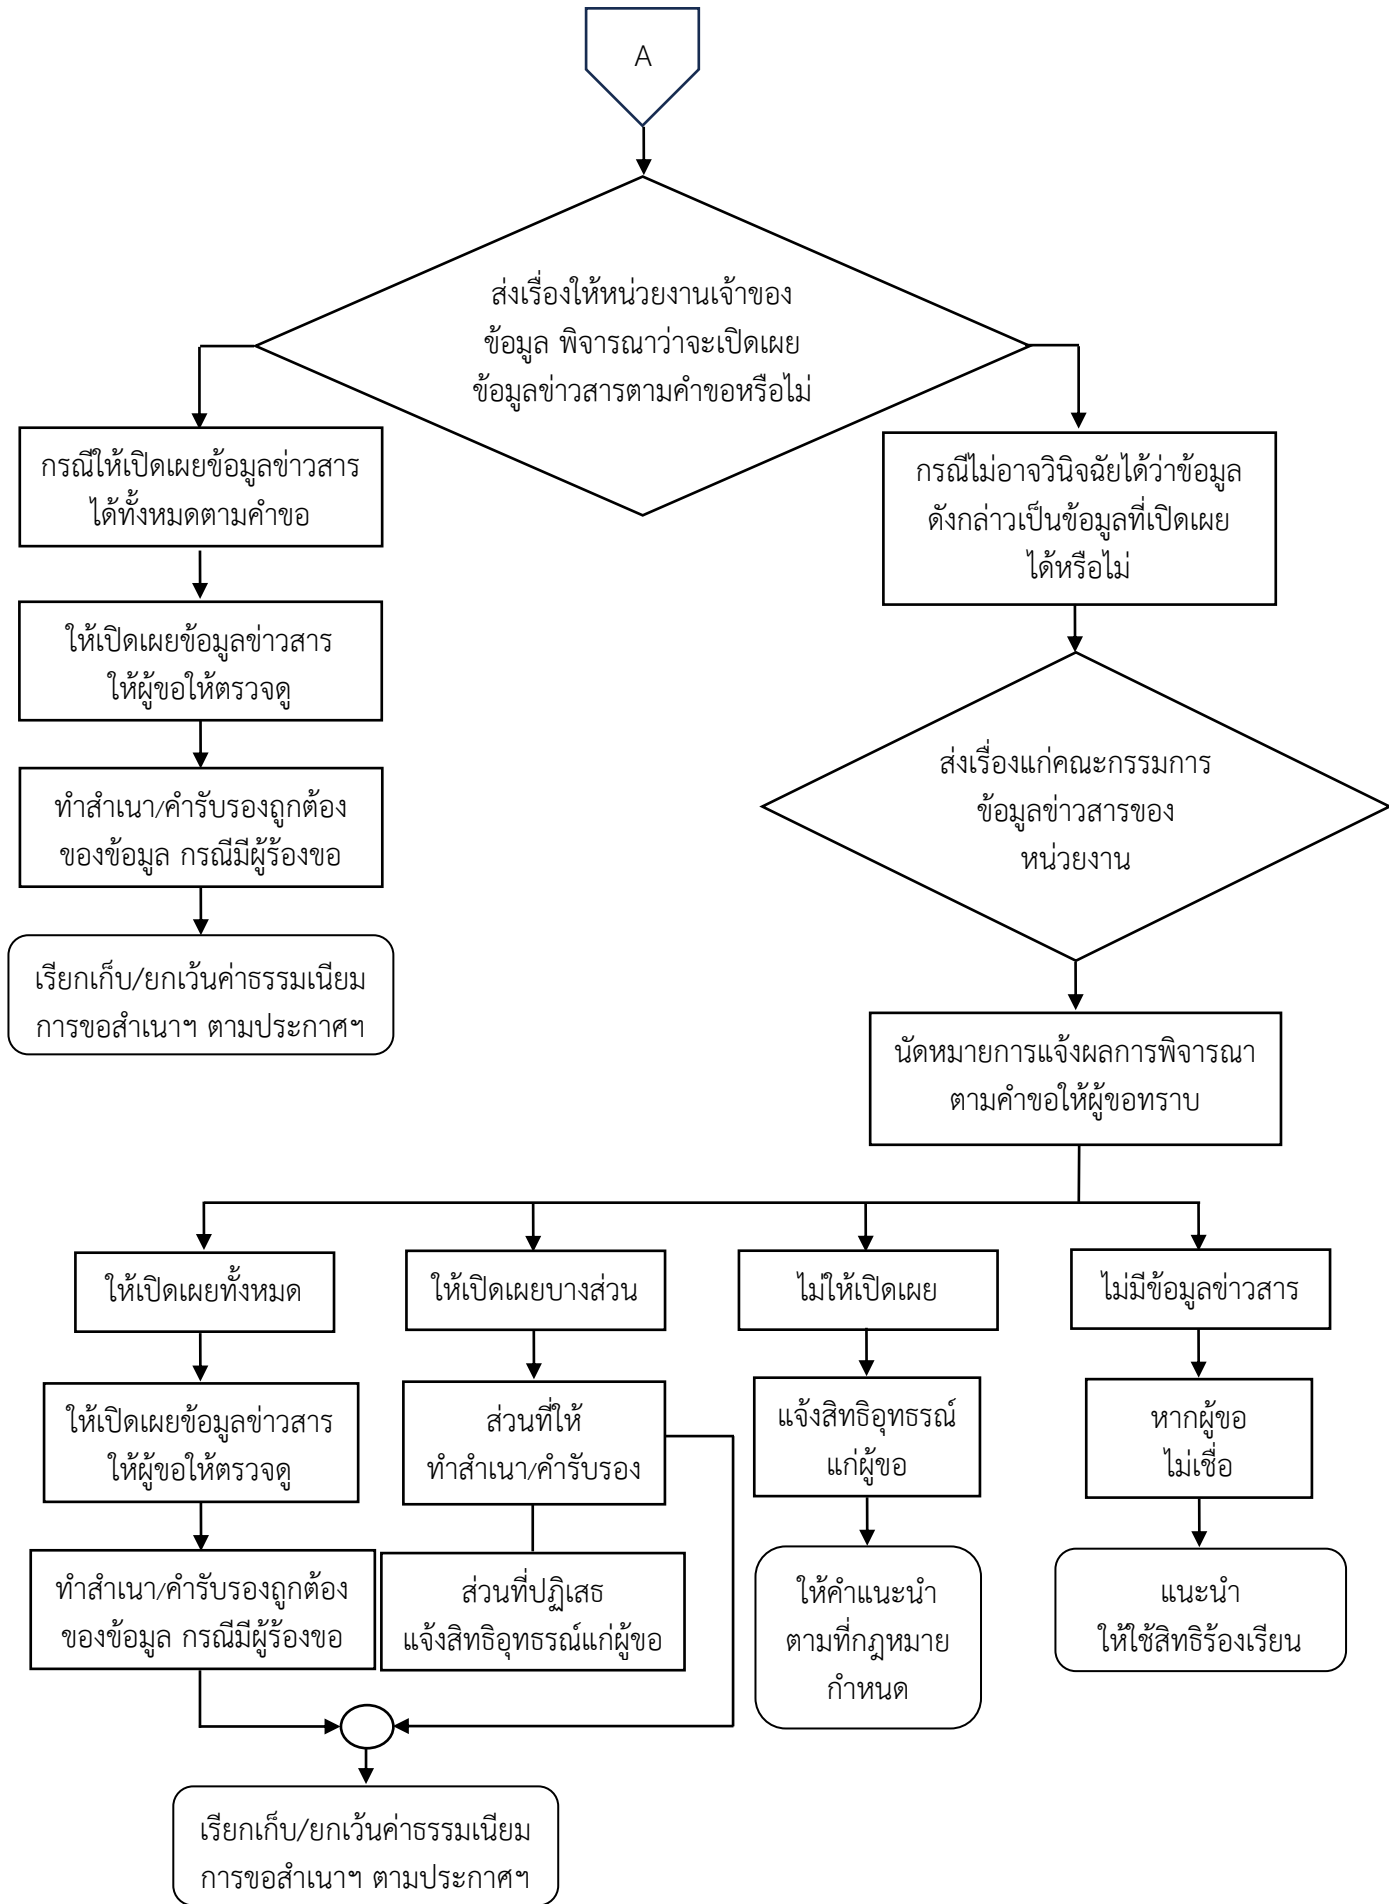 A
ส่งเรื่องให้หน่วยงานเจ้าของ
ข้อมูล พิจารณาว่าจะเปิดเผย
ข้อมูลข่าวสารตามคำขอหรือไม่
กรณีให้เปิดเผยข้อมูลข่าวสาร
ได้ทั้งหมดตามคำขอ
ให้เปิดเผยข้อมูลข่าวสาร
ให้ผู้ขอให้ตรวจดู
ทำสำเนา/คำรับรองถูกต้อง
ของข้อมูล กรณีมีผู้ร้องขอ
เรียกเก็บ/ยกเว้นค่าธรรมเนียม
การขอสำเนาฯ ตามประกาศฯ
กรณีไม่อาจวินิจฉัยได้ว่าข้อมูล
ดังกล่าวเป็นข้อมูลที่เปิดเผย
ได้หรือไม่
ส่งเรื่องแก่คณะกรรมการ
ข้อมูลข่าวสารของ
หน่วยงาน
นัดหมายการแจ้งผลการพิจารณา
ตามคำขอให้ผู้ขอทราบ
ให้เปิดเผยทั้งหมด
ให้เปิดเผยข้อมูลข่าวสาร
ให้ผู้ขอให้ตรวจดู
ทำสำเนา/คำรับรองถูกต้อง
ของข้อมูล กรณีมีผู้ร้องขอ
ให้เปิดเผยบางส่วน
ส่วนที่ให้
ทำสำเนา/คำรับรอง
ส่วนที่ปฏิเสธ
แจ้งสิทธิอุทธรณ์แก่ผู้ขอ
ไม่ให้เปิดเผย
แจ้งสิทธิอุทธรณ์
แก่ผู้ขอ
ให้คำแนะนำ
ตามที่กฎหมาย
กำหนด
ไม่มีข้อมูลข่าวสาร
หากผู้ขอ
ไม่เชื่อ
แนะนำ
ให้ใช้สิทธิร้องเรียน
เรียกเก็บ/ยกเว้นค่าธรรมเนียม
การขอสำเนาฯ ตามประกาศฯ